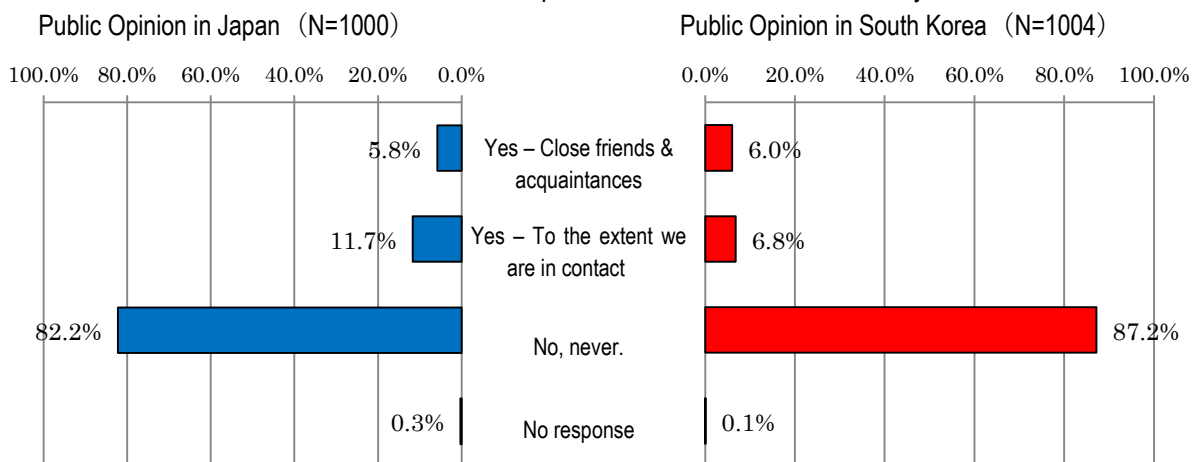 Public Opinion in Japan（N=1000）
Public Opinion in South Korea（N=1004）
100.0% 80.0% 60.0% 40.0% 20.0% 0.0%
0.0% 20.0% 40.0% 60.0% 80.0% 100.0%
5.8%
Yes – Close friends &
acquaintances
6.0%
11.7%
Yes – To the extent we
are in contact
6.8%
82.2%
No, never.
87.2%
0.3%
No response
0.1%